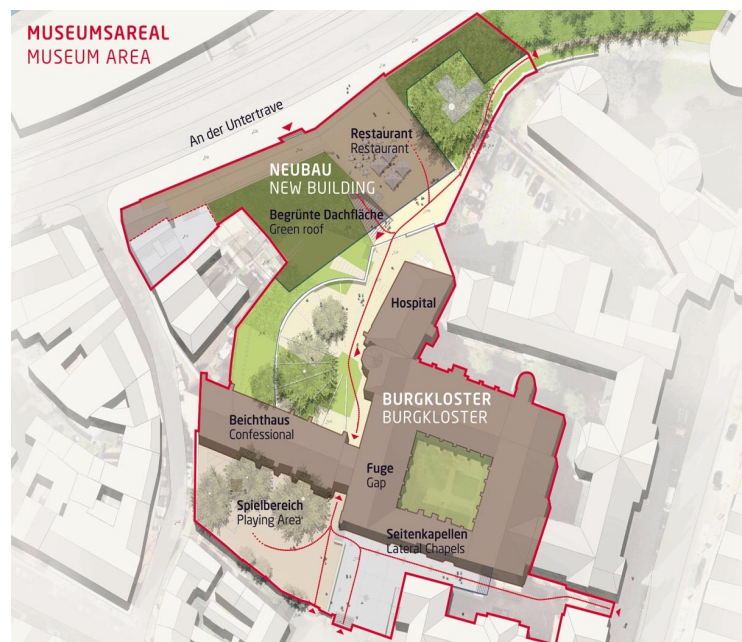 MUSEUMSAREAL
MUSEUM AREA
An der Untertrave
Restaurant
Restaurant
NEUBAU
NEW BUILDING
Begrünte Dachfläche
Green roof
Hospital
BURGKLOSTER
BURGKLOSTER
Beichthaus
Confessional
Fuge
Gap
Spielbereich
Playing Area
Seitenkapellen
Lateral Chapels